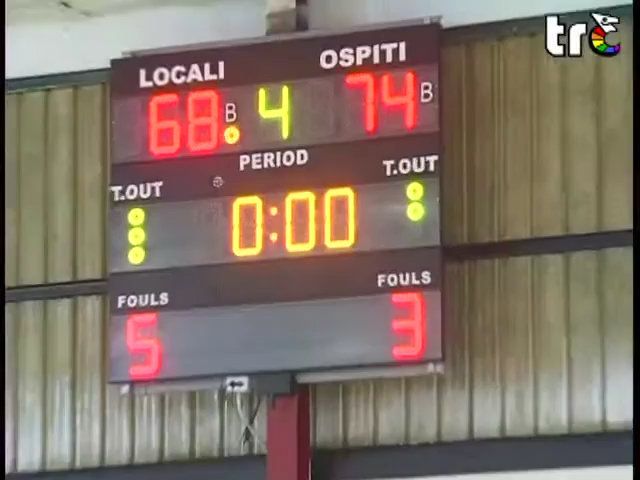 trc
LOCALI OSPITI
68 B 4 74 B
PERIOD
T.OUT T.OUT
0:00
FOULS FOULS
5 3